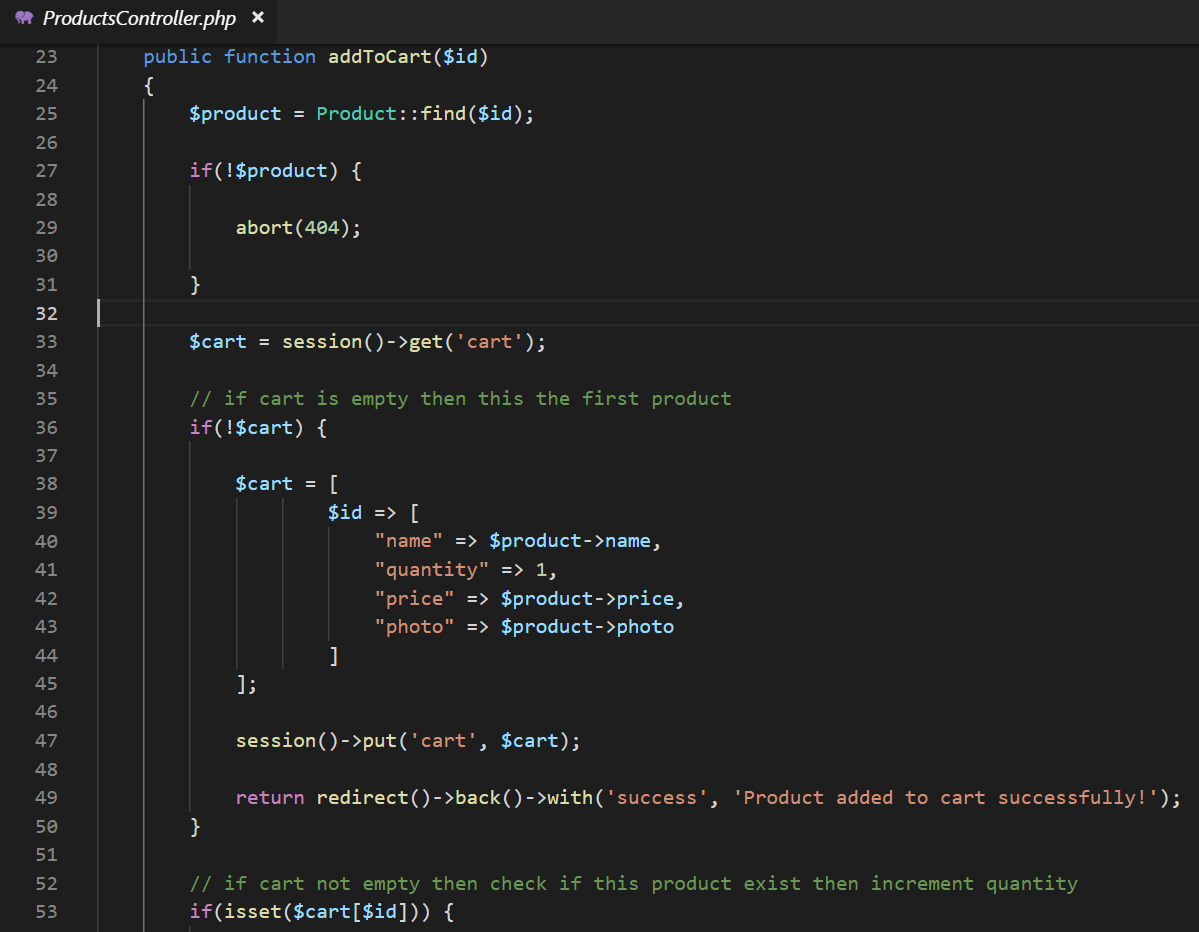 ProductsController.php ×
23 public function addToCart($id)
24 {
25 $product = Product::find($id);
26
27 if(!$product) {
28
29 abort(404);
30
31 }
32
33 $cart = session()->get('cart');
34
35 // if cart is empty then this the first product
36 if(!$cart) {
37
38 $cart = [
39 $id => [
40 "name" => $product->name,
41 "quantity" => 1,
42 "price" => $product->price,
43 "photo" => $product->photo
44 ]
45 ];
46
47 session()->put('cart', $cart);
48
49 return redirect()->back()->with('success', 'Product added to cart successfully!');
50 }
51
52 // if cart not empty then check if this product exist then increment quantity
53 if(isset($cart[$id])) {